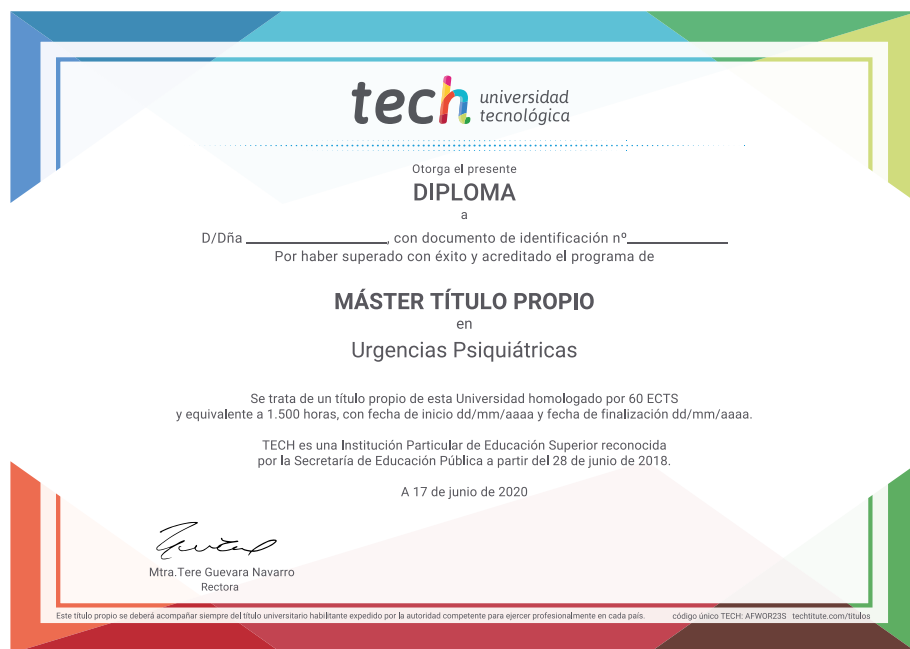 tech universidad
tecnológica
Otorga el presente
DIPLOMA
a
D/Dña ____________________, con documento de identificación nº______________
Por haber superado con éxito y acreditado el programa de
MÁSTER TÍTULO PROPIO
en
Urgencias Psiquiátricas
Se trata de un título propio de esta Universidad homologado por 60 ECTS
y equivalente a 1.500 horas, con fecha de inicio dd/mm/aaaa y fecha de finalización dd/mm/aaaa.
TECH es una Institución Particular de Educación Superior reconocida
por la Secretaría de Educación Pública a partir del 28 de junio de 2018.
A 17 de junio de 2020
Mtra.Tere Guevara Navarro
Rectora
Este título propio se deberá acompañar siempre del título universitario habilitante expedido por la autoridad competente para ejercer profesionalmente en cada país. código único TECH: AFWOR23S techtitute.com/títulos